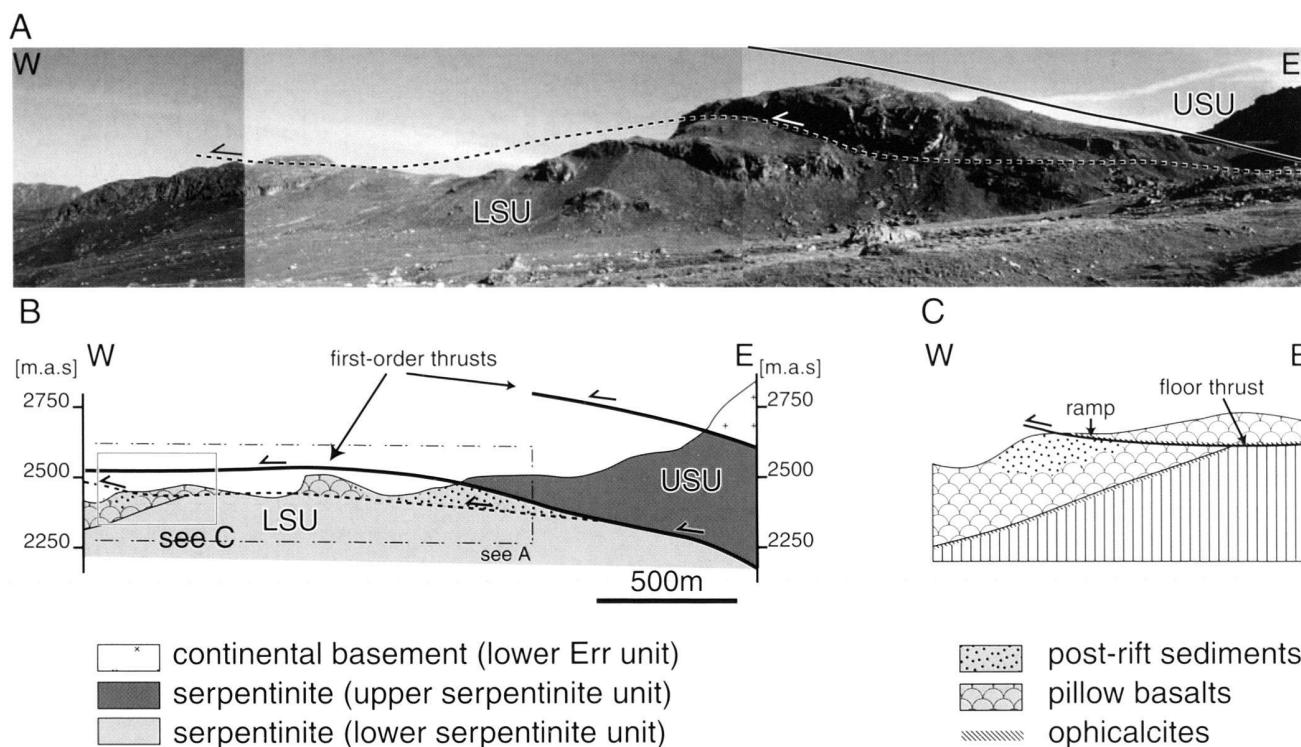 A
W
E
USU
LSU
B
W
E
[m.a.s]
[m.a.s]
first-order thrusts
2750
2750
2500
2500
2250
2250
USU
LSU
see C
see A
500m
C
W
E
floor thrust
ramp
continental basement (lower Err unit)
serpentinite (upper serpentinite unit)
serpentinite (lower serpentinite unit)
post-rift sediments
pillow basalts
ophicalcites